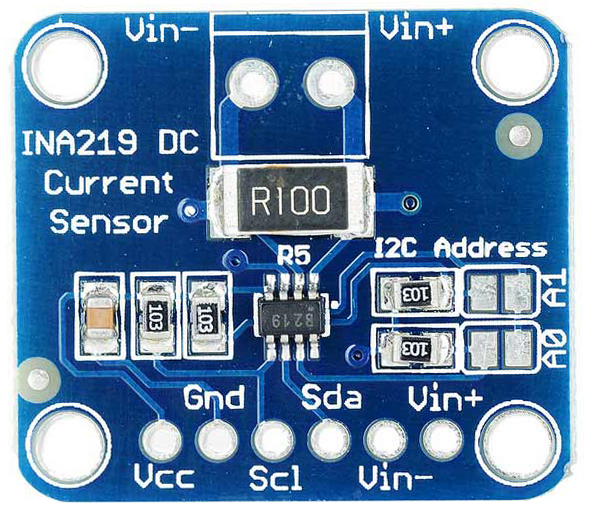 Vin- Vin+
INA219 DC
Current
Sensor
R100
R5
I2C Address
103
103
103
A1
B219
103
A0
Gnd Sda Vin+
Vcc Scl Vin-